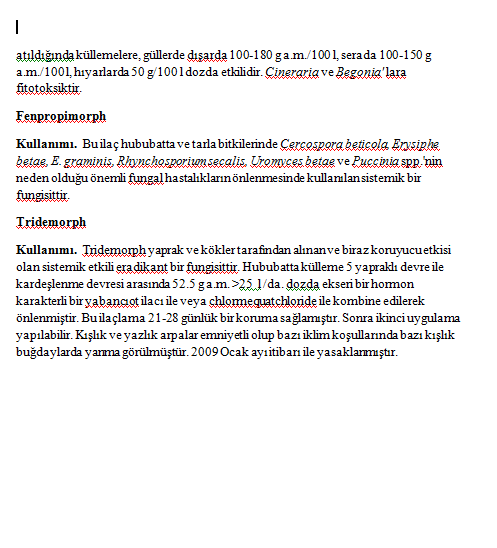 atıldığında küllemelere, güllerde dışarda 100-180 g a.m./100 l, serada 100-150 g
a.m./100 l, hıyarlarda 50 g/100 l dozda etkilidir. Cineraria ve Begonia'lara
fitotoksiktir.
Fenpropimorph
Kullanımı. Bu ilaç hububatta ve tarla bitkilerinde Cercospora beticola, Erysiphe
betae, E. graminis, Rhynchosporium secalis, Uromyces betae ve Puccinia spp.'nin
neden olduğu önemli fungal hastalıkların önlenmesinde kullanılan sistemik bir
fungisittir.
Tridemorph
Kullanımı. Tridemorph yaprak ve kökler tarafından alınan ve biraz koruyucu etkisi
olan sistemik etkili eradikant bir fungisittir. Hububatta külleme 5 yapraklı devre ile
kardeşlenme devresi arasında 52.5 g a.m. >25 l/da. dozda ekseri bir hormon
karakterli bir yabancıot ilacı ile veya chlormequatchloride ile kombine edilerek
önlenmiştir. Bu ilaçlama 21-28 günlük bir koruma sağlamıştır. Sonra ikinci uygulama
yapılabilir. Kışlık ve yazlık arpalar emniyetli olup bazı iklim koşullarında bazı kışlık
buğdaylarda yanma görülmüştür. 2009 Ocak ayı itibarı ile yasaklanmıştır.